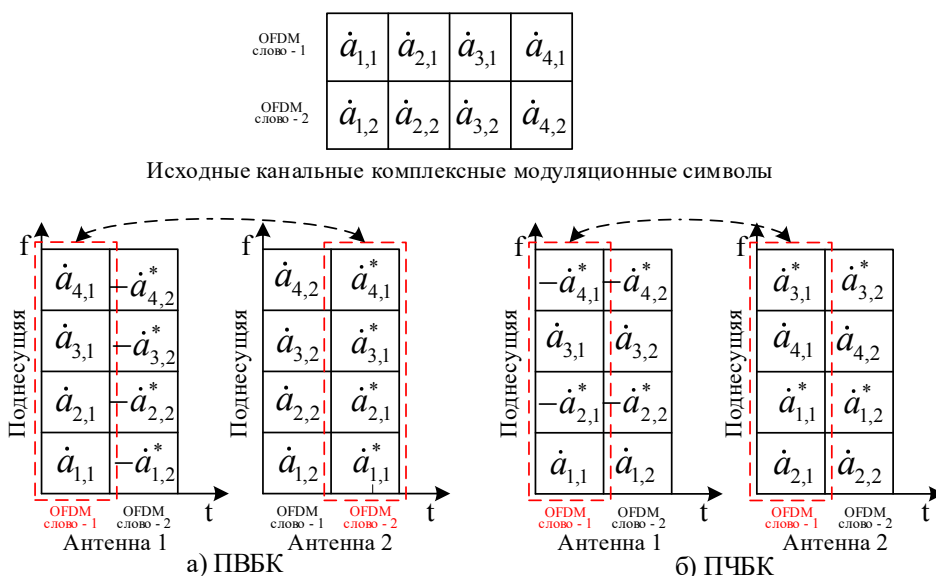 OFDM
слово - 1
ȧ₁,₁ ȧ₂,₁ ȧ₃,₁ ȧ₄,₁
OFDM
слово - 2
ȧ₁,₂ ȧ₂,₂ ȧ₃,₂ ȧ₄,₂
Исходные канальные комплексные модуляционные символы
f
Поднесущяя
ȧ₄,₁ −ȧ*₄,₂
ȧ₃,₁ −ȧ*₃,₂
ȧ₂,₁ −ȧ*₂,₂
ȧ₁,₁ −ȧ*₁,₂
t
OFDM
слово - 1
OFDM
слово - 2
Антенна 1
f
Поднесущяя
ȧ₄,₂ ȧ*₄,₁
ȧ₃,₂ ȧ*₃,₁
ȧ₂,₂ ȧ*₂,₁
ȧ₁,₂ ȧ*₁,₁
t
OFDM
слово - 1
OFDM
слово - 2
Антенна 2
а) ПВБК
f
Поднесущяя
−ȧ*₄,₁ −ȧ*₄,₂
ȧ₃,₁ ȧ₃,₂
−ȧ*₂,₁ −ȧ*₂,₂
ȧ₁,₁ ȧ₁,₂
t
OFDM
слово - 1
OFDM
слово - 2
Антенна 1
f
Поднесущяя
ȧ*₃,₁ ȧ*₃,₂
ȧ₄,₁ ȧ₄,₂
ȧ*₁,₁ ȧ*₁,₂
ȧ₂,₁ ȧ₂,₂
t
OFDM
слово - 1
OFDM
слово - 2
Антенна 2
б) ПЧБК